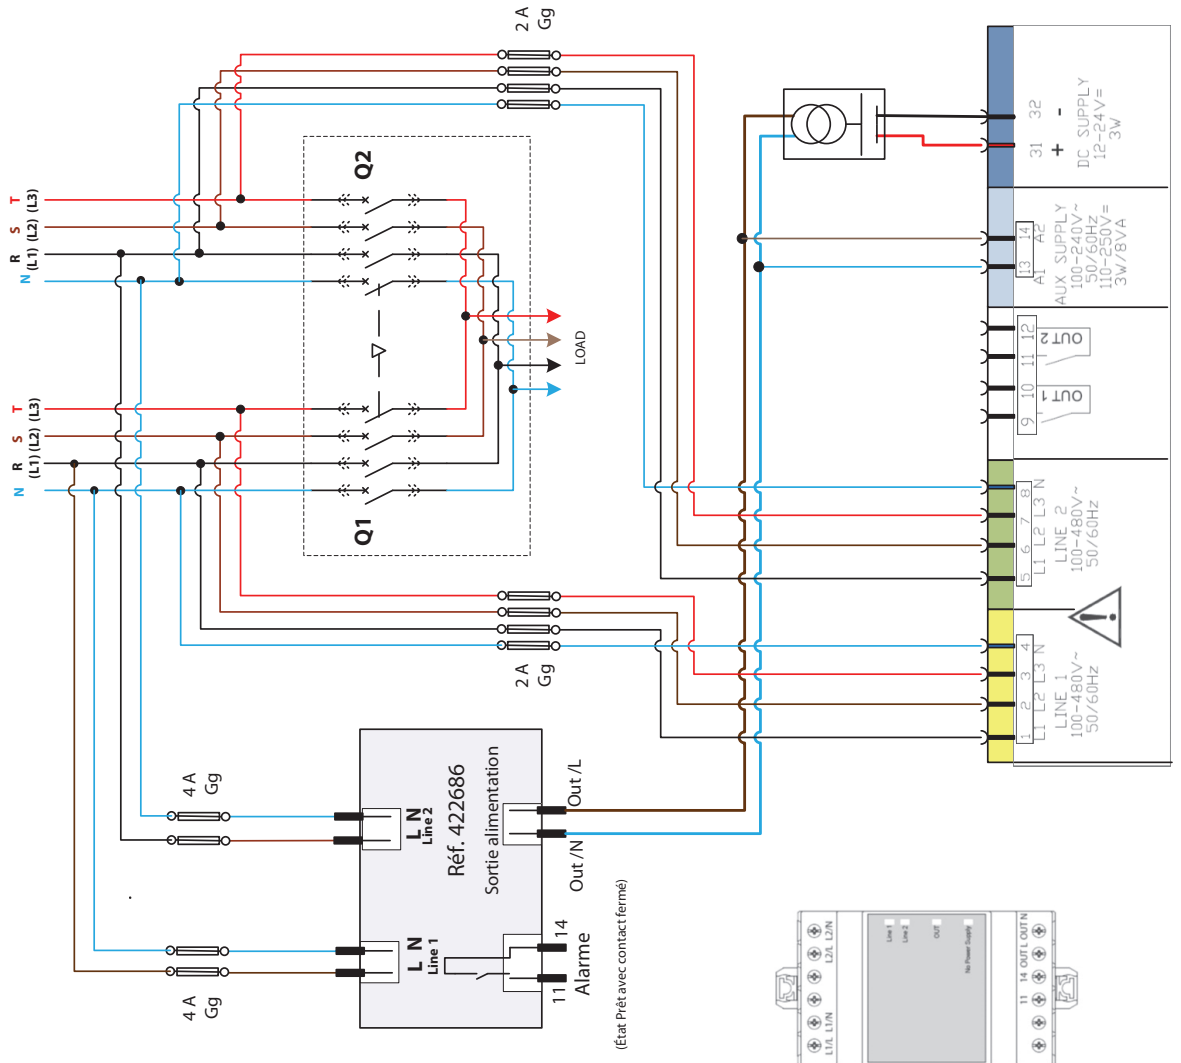 2 A
Gg
T
(L3)
S
(L2)
R
(L1)
N
Q2
T
(L3)
S
(L2)
R
(L1)
N
Q1
LOAD
2 A
Gg
4 A
Gg
4 A
Gg
L N
Line 2
Réf. 422686
Sortie alimentation
Out /L
Out /N
L N
Line 1
14
11
Alarme
(État Prêt avec contact fermé)
32
31
-
+
DC SUPPLY
12-24V=
3W
14
13
A2
A1
AUX SUPPLY
100-240V~
50/60Hz
110-250V=
3W/8VA
12
11
OUT 2
10
9
OUT 1
5 6 7 8
L1 L2 L3 N
LINE 2
100-480V~
50/60Hz
1 2 3 4
L1 L2 L3 N
LINE 1
100-480V~
50/60Hz
L1/L L1/N L2/L L2/N
Line 1
Line 2
OUT
No Power Supply
11 14 OUT L OUT N